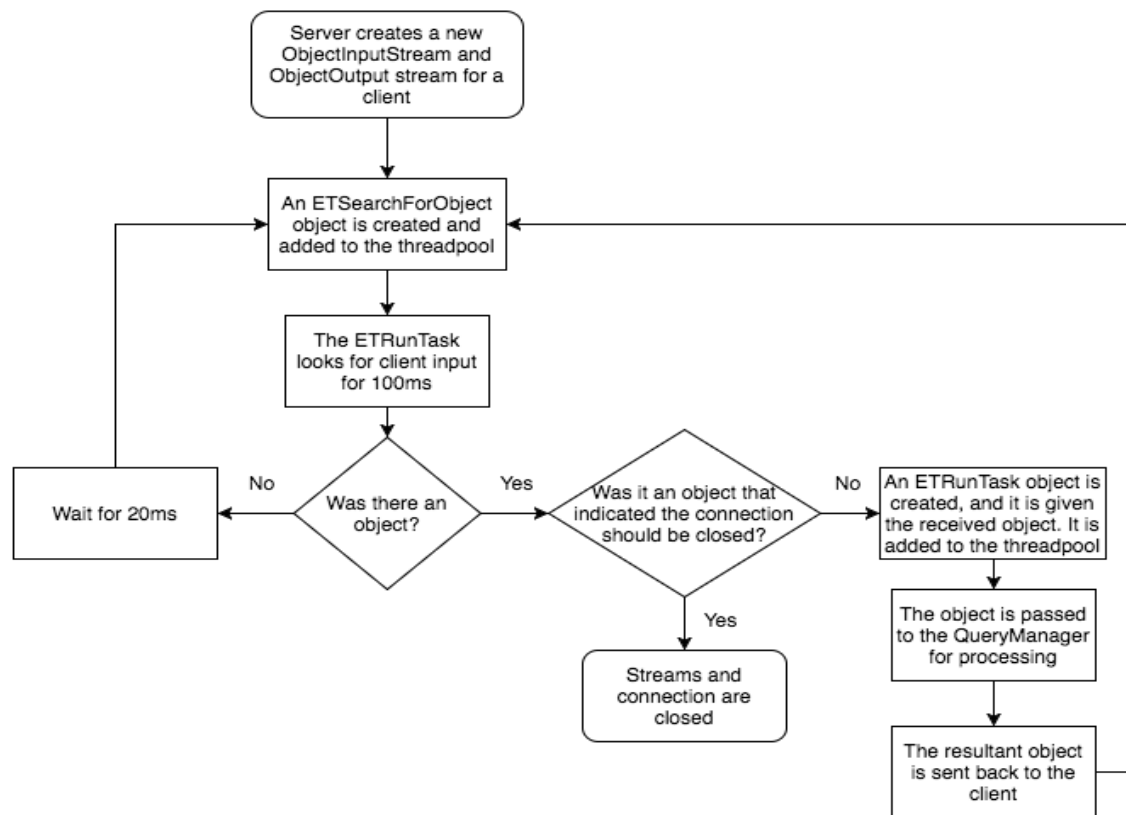 Server creates a new
ObjectInputStream and
ObjectOutput stream for a
client
An ETSearchForObject
object is created and
added to the threadpool
The ETRunTask
looks for client input
for 100ms
Was there an
object?
No
Wait for 20ms
Yes
Was it an object that
indicated the connection
should be closed?
Yes
Streams and
connection are
closed
No
An ETRunTask object is
created, and it is given
the received object. It is
added to the threadpool
The object is passed
to the QueryManager
for processing
The resultant object
is sent back to the
client